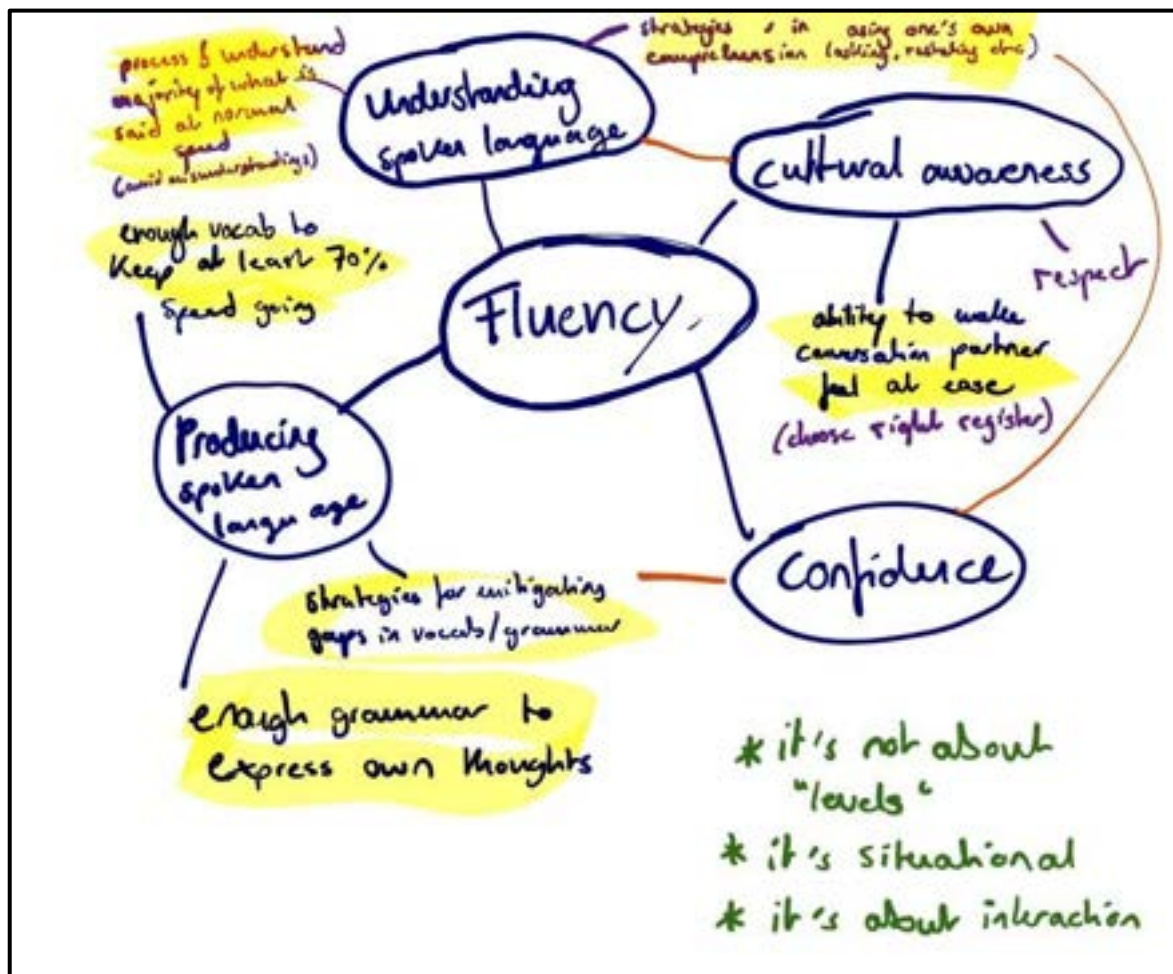 process & understand
majority of what is
said at normal
speed
(avoid misunderstandings)
Understanding
spoken language
strategies in using one's own
comprehension (asking, restating etc)
cultural awareness
respect
ability to make
conversation partner
feel at ease
(choose right register)
enough vocab to
keep at least 70%
speed going
Fluency
Producing
spoken
language
strategies for mitigating
gaps in vocab/grammar
enough grammar to
express own thoughts
Confidence
* it's not about
"levels"
* it's situational
* it's about interaction